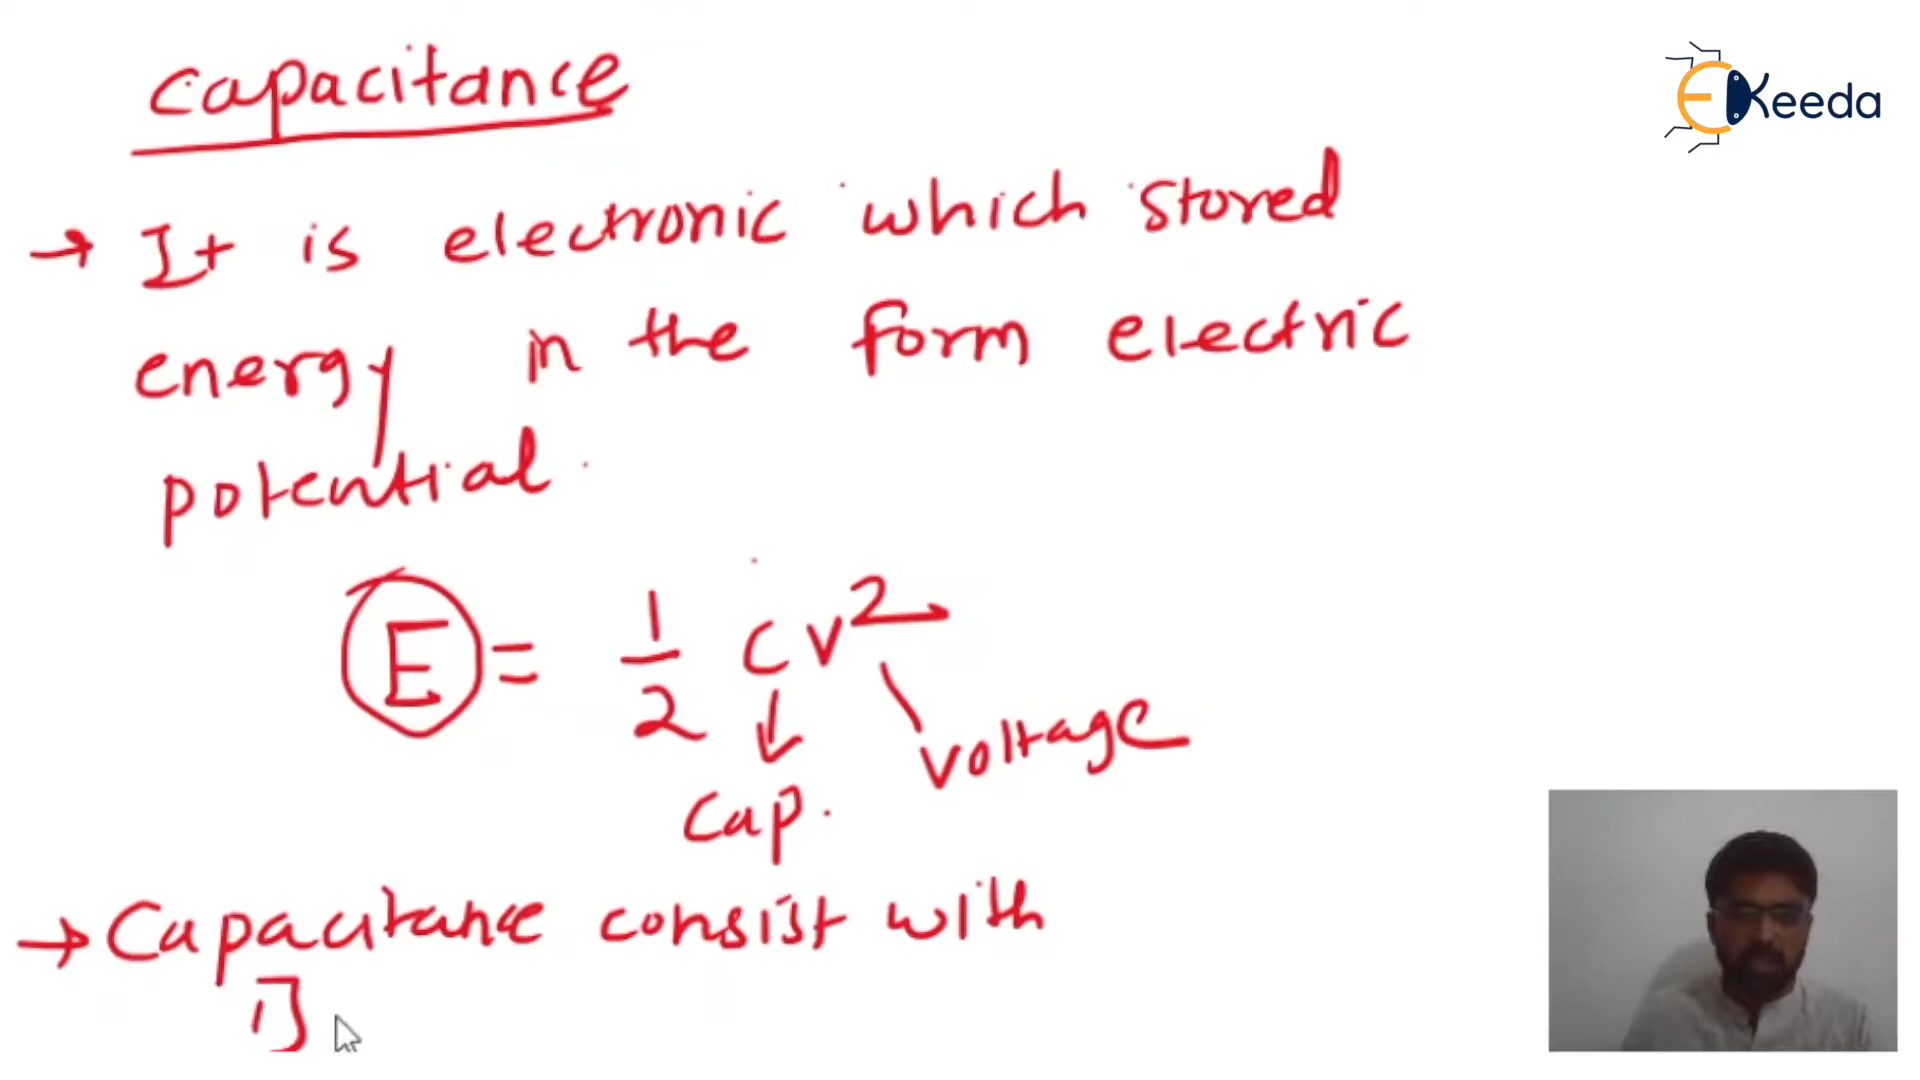 Capacitance
EKeeda
→ It is electronic which stored
energy in the form electric
potential.
E = 1/2 CV²
voltage
Cap.
→ Capacitance consist with
1]